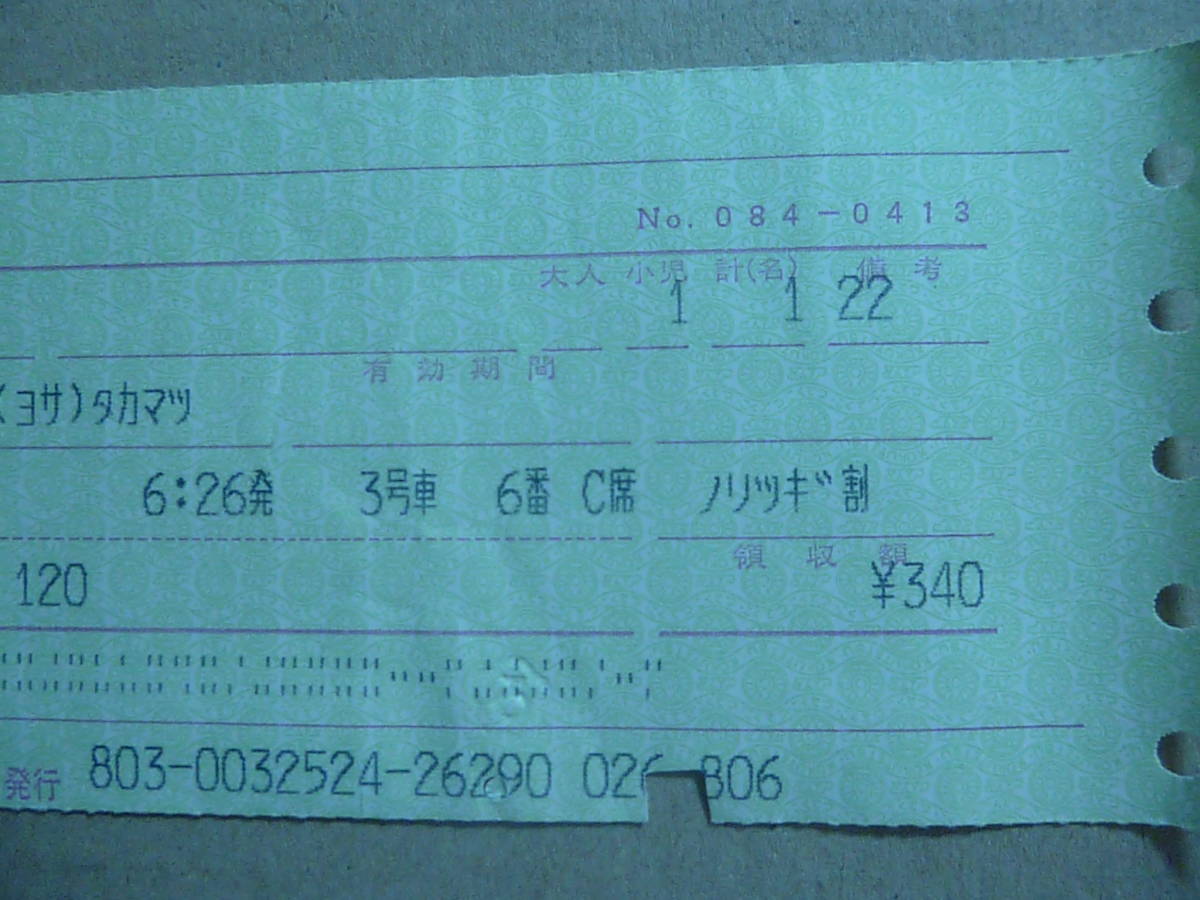 No. 084-0413
大人 小児 計(名) 備考
1 1 22
有効期間
(ヨサ)タカマツ
6:26発 3号車 6番 C席 ノリツギ割
領収額
120 ¥340
発行 803-0032524-26290 026 806